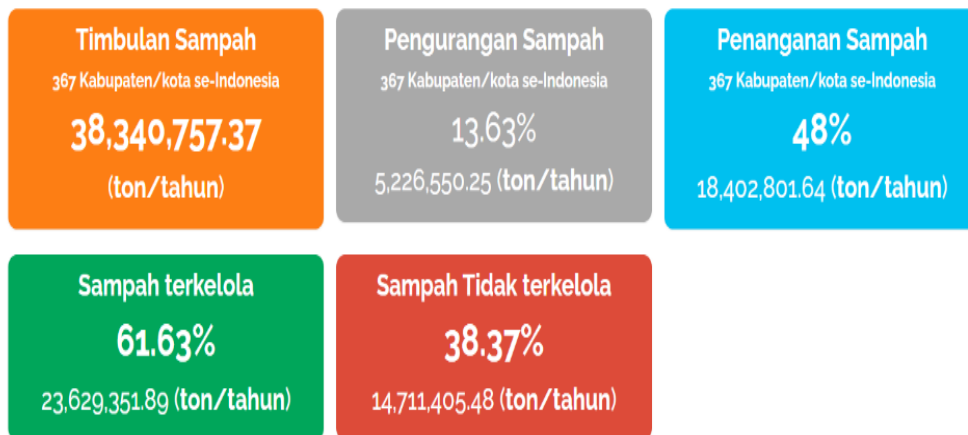 Timbulan Sampah
367 Kabupaten/kota se-Indonesia
38,340,757.37
(ton/tahun)
Pengurangan Sampah
367 Kabupaten/kota se-Indonesia
13.63%
5,226,550.25 (ton/tahun)
Penanganan Sampah
367 Kabupaten/kota se-Indonesia
48%
18,402,801.64 (ton/tahun)
Sampah terkelola
61.63%
23,629,351.89 (ton/tahun)
Sampah Tidak terkelola
38.37%
14,711,405.48 (ton/tahun)